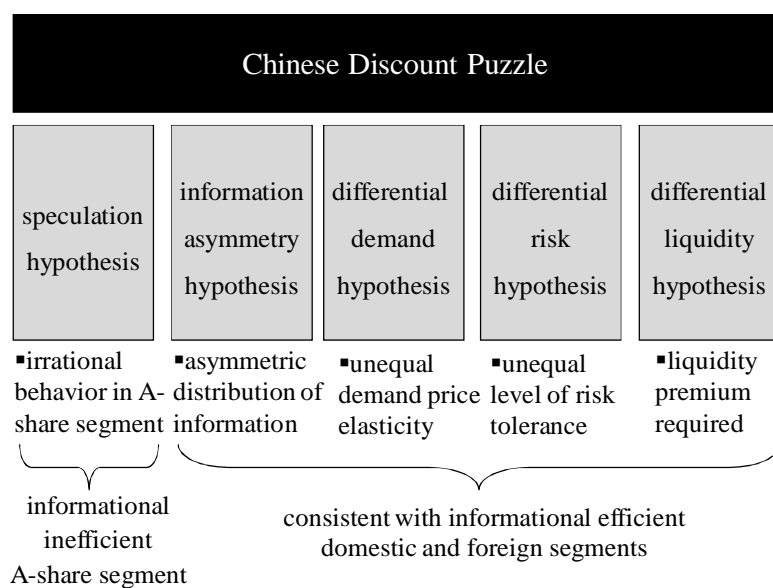 Chinese Discount Puzzle
speculation
hypothesis
information
asymmetry
hypothesis
differential
demand
hypothesis
differential
risk
hypothesis
differential
liquidity
hypothesis
▪irrational
behavior in A-
share segment
▪asymmetric
distribution of
information
▪unequal
demand price
elasticity
▪unequal
level of risk
tolerance
▪liquidity
premium
required
informational
inefficient
A-share segment
consistent with informational efficient
domestic and foreign segments